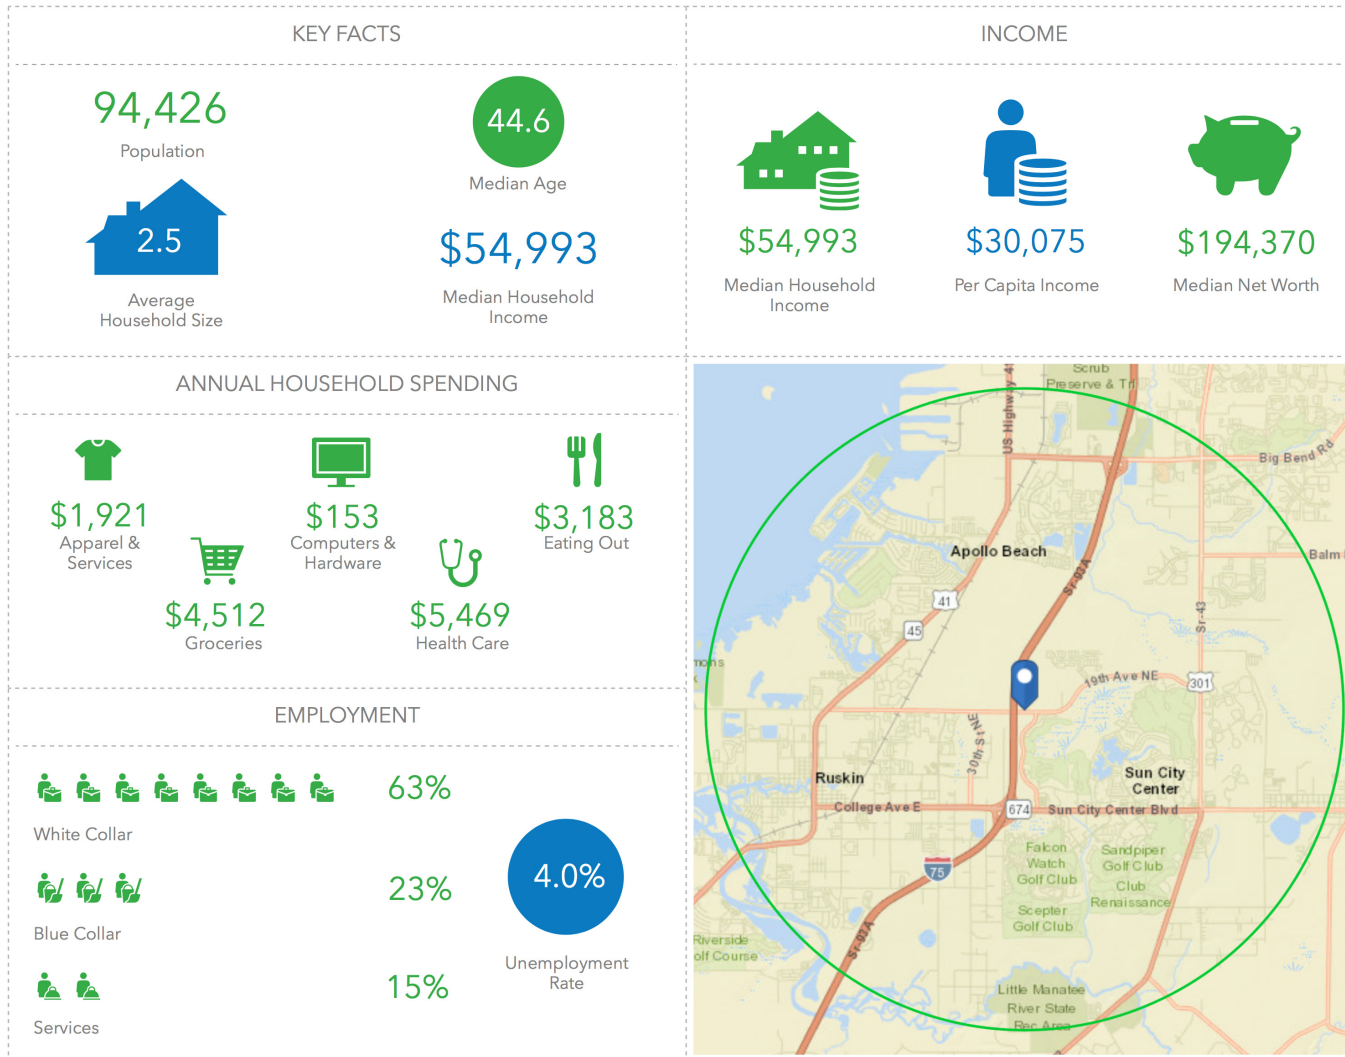 KEY FACTS
94,426
Population
44.6
Median Age
2.5
Average
Household Size
$54,993
Median Household
Income
INCOME
$54,993
Median Household
Income
$30,075
Per Capita Income
$194,370
Median Net Worth
ANNUAL HOUSEHOLD SPENDING
$1,921
Apparel &
Services
$153
Computers &
Hardware
$3,183
Eating Out
$4,512
Groceries
$5,469
Health Care
EMPLOYMENT
63%
White Collar
23%
Blue Collar
15%
Services
4.0%
Unemployment
Rate
Scrub
Preserve & Trl
US Highway 41
Big Bend Rd
Apollo Beach
Balm
Sr-93A
41
45
Sr-43
mons
19th Ave NE
301
30th St NE
Ruskin
Sun City
Center
College Ave E
674
Sun City Center Blvd
Falcon
Watch
Golf Club
Sandpiper
Golf Club
Club
Renaissance
75
Scepter
Golf Club
Sr-93A
Riverside
olf Course
Little Manatee
River State
Rec Area